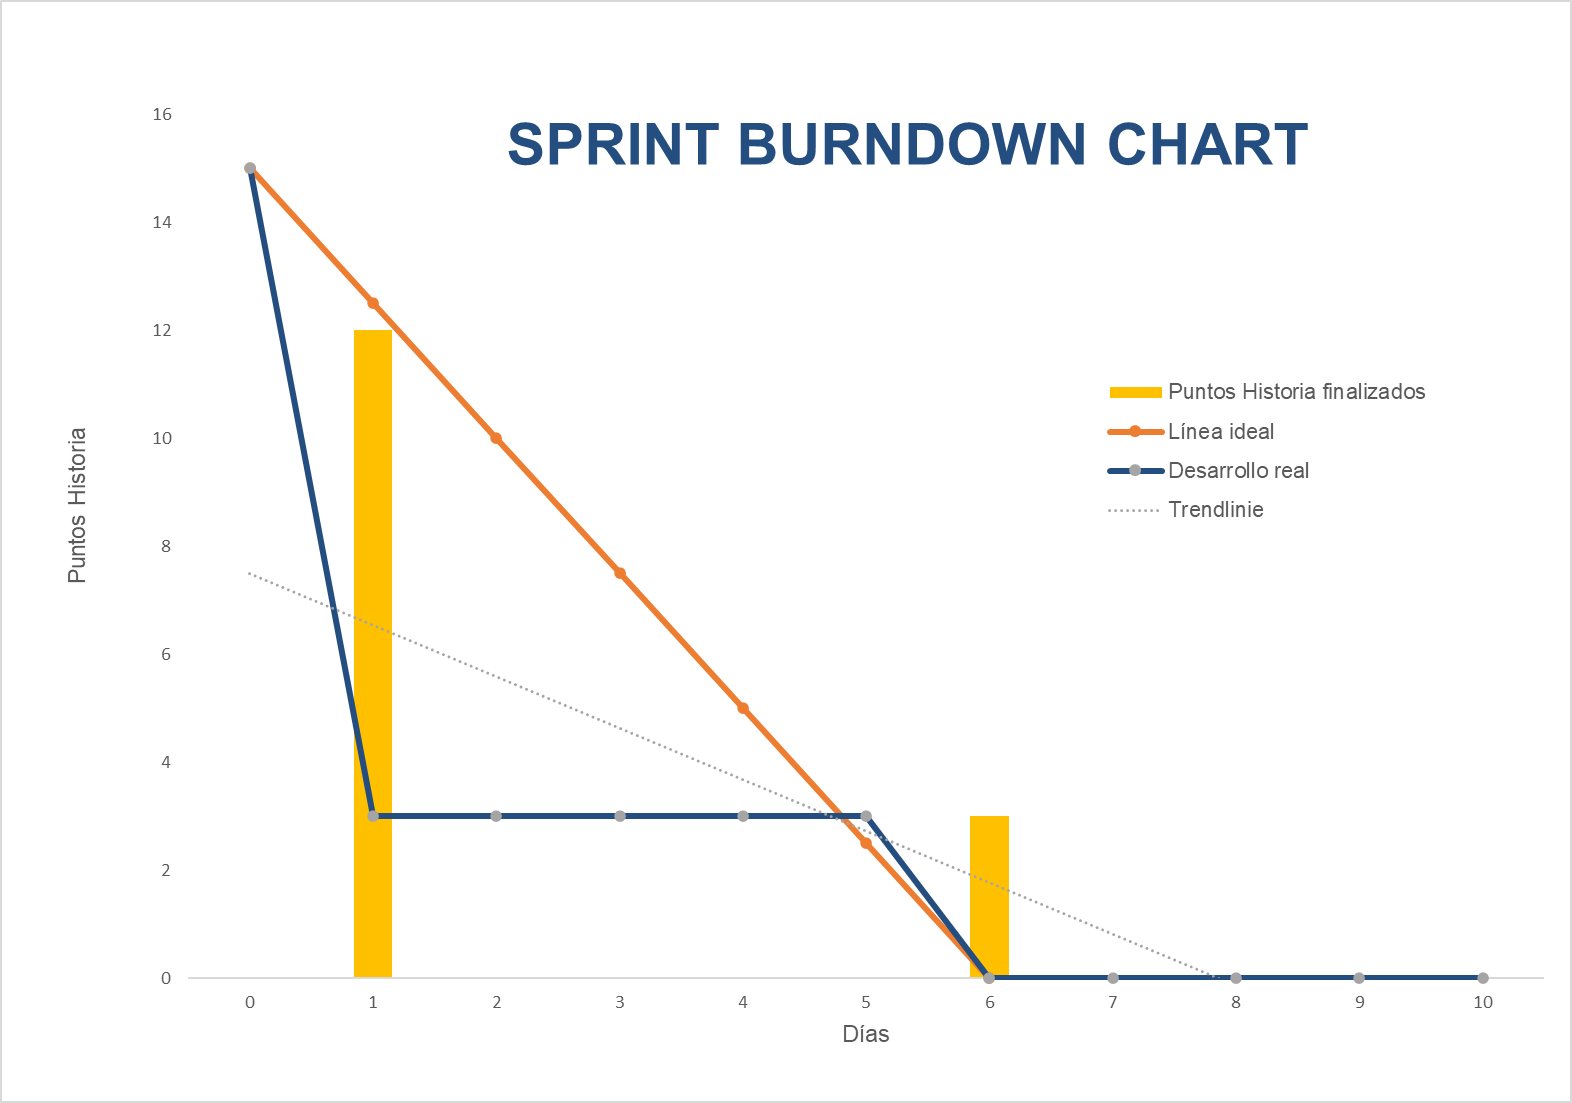 SPRINT BURNDOWN CHART
16
14
12
10
8
6
4
2
0
Puntos Historia
Puntos Historia finalizados
Línea ideal
Desarrollo real
Trendlinie
0 1 2 3 4 5 6 7 8 9 10
Días